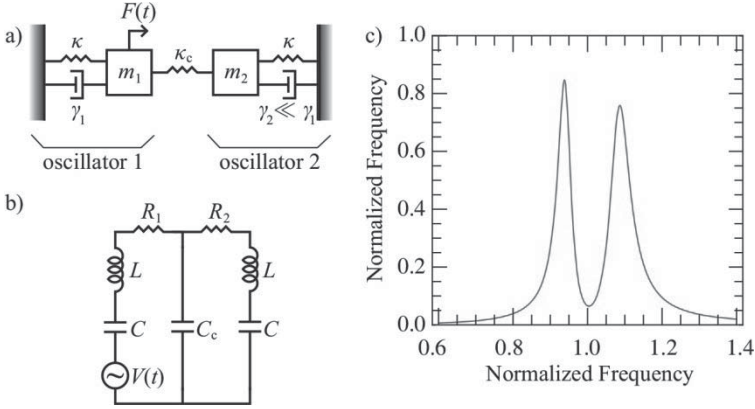 a)
F(t)
κ
κc
κ
m1
m2
γ1
γ2 ≪ γ1
oscillator 1
oscillator 2
b)
R1
R2
L
L
C
Cc
C
V(t)
c)
Normalized Frequency
1.0
0.8
0.6
0.4
0.2
0.0
0.6 0.8 1.0 1.2 1.4
Normalized Frequency